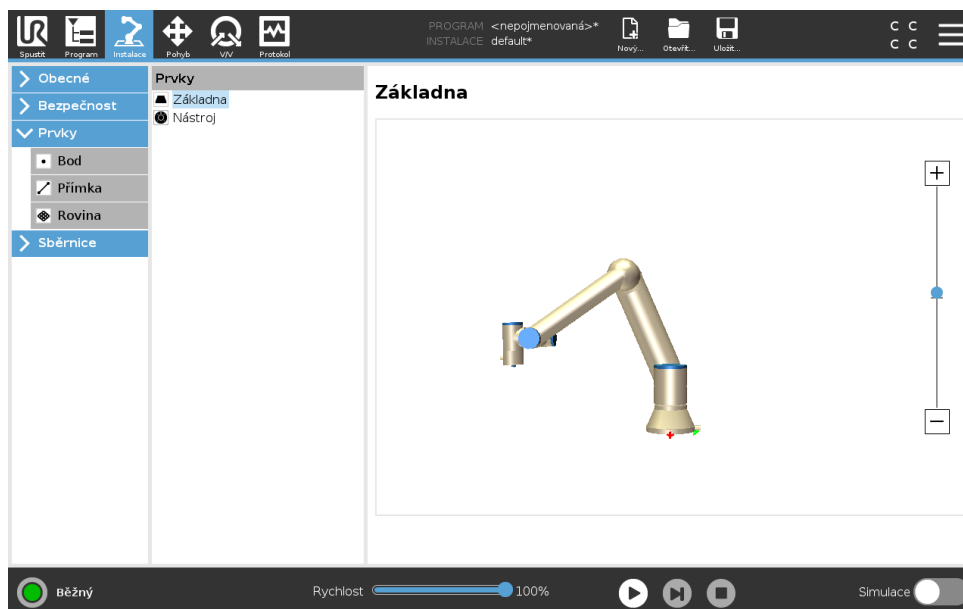 PROGRAM <nepojmenovaná>*
INSTALACE default*
Spustit Program Instalace Pohyb V/V Protokol Nový... Otevřít... Uložit...
C C
C C
Obecné
Bezpečnost
Prvky
Bod
Přímka
Rovina
Sběrnice
Prvky
Základna
Nástroj
Základna
Běžný
Rychlost 100%
Simulace